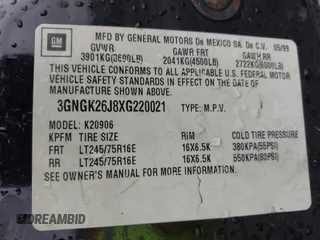 GM
MFD BY GENERAL MOTORS De MEXICO SA. De C.V. 05/99
GVWR GAWR FRT GAWR RR
3901KG(8600LB) 2041KG(4500LB) 2722KG(6000LB)
THIS VEHICLE CONFORMS TO ALL APPLICABLE U.S. FEDERAL MOTOR
VEHICLE SAFETY STANDARDS IN EFFECT ON THE DATE OF
MANUFACTURE SHOWN ABOVE.
3GNGK26J8XG220021 TYPE: M.P.V.
MODEL: K20906
KPFM TIRE SIZE RIM COLD TIRE PRESSURE
FRT LT245/75R16E 16X6.5K 380KPA(55PSI)
RR LT245/75R16E 16X6.5K 550KPA(80PSI)
SEE OWNER'S MANUAL FOR MORE INFORMATION.
DREAMBID